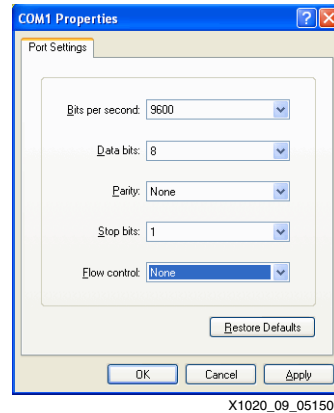 COM1 Properties
Port Settings
Bits per second: 9600
Data bits: 8
Parity: None
Stop bits: 1
Flow control: None
Restore Defaults
OK Cancel Apply
X1020_09_05150